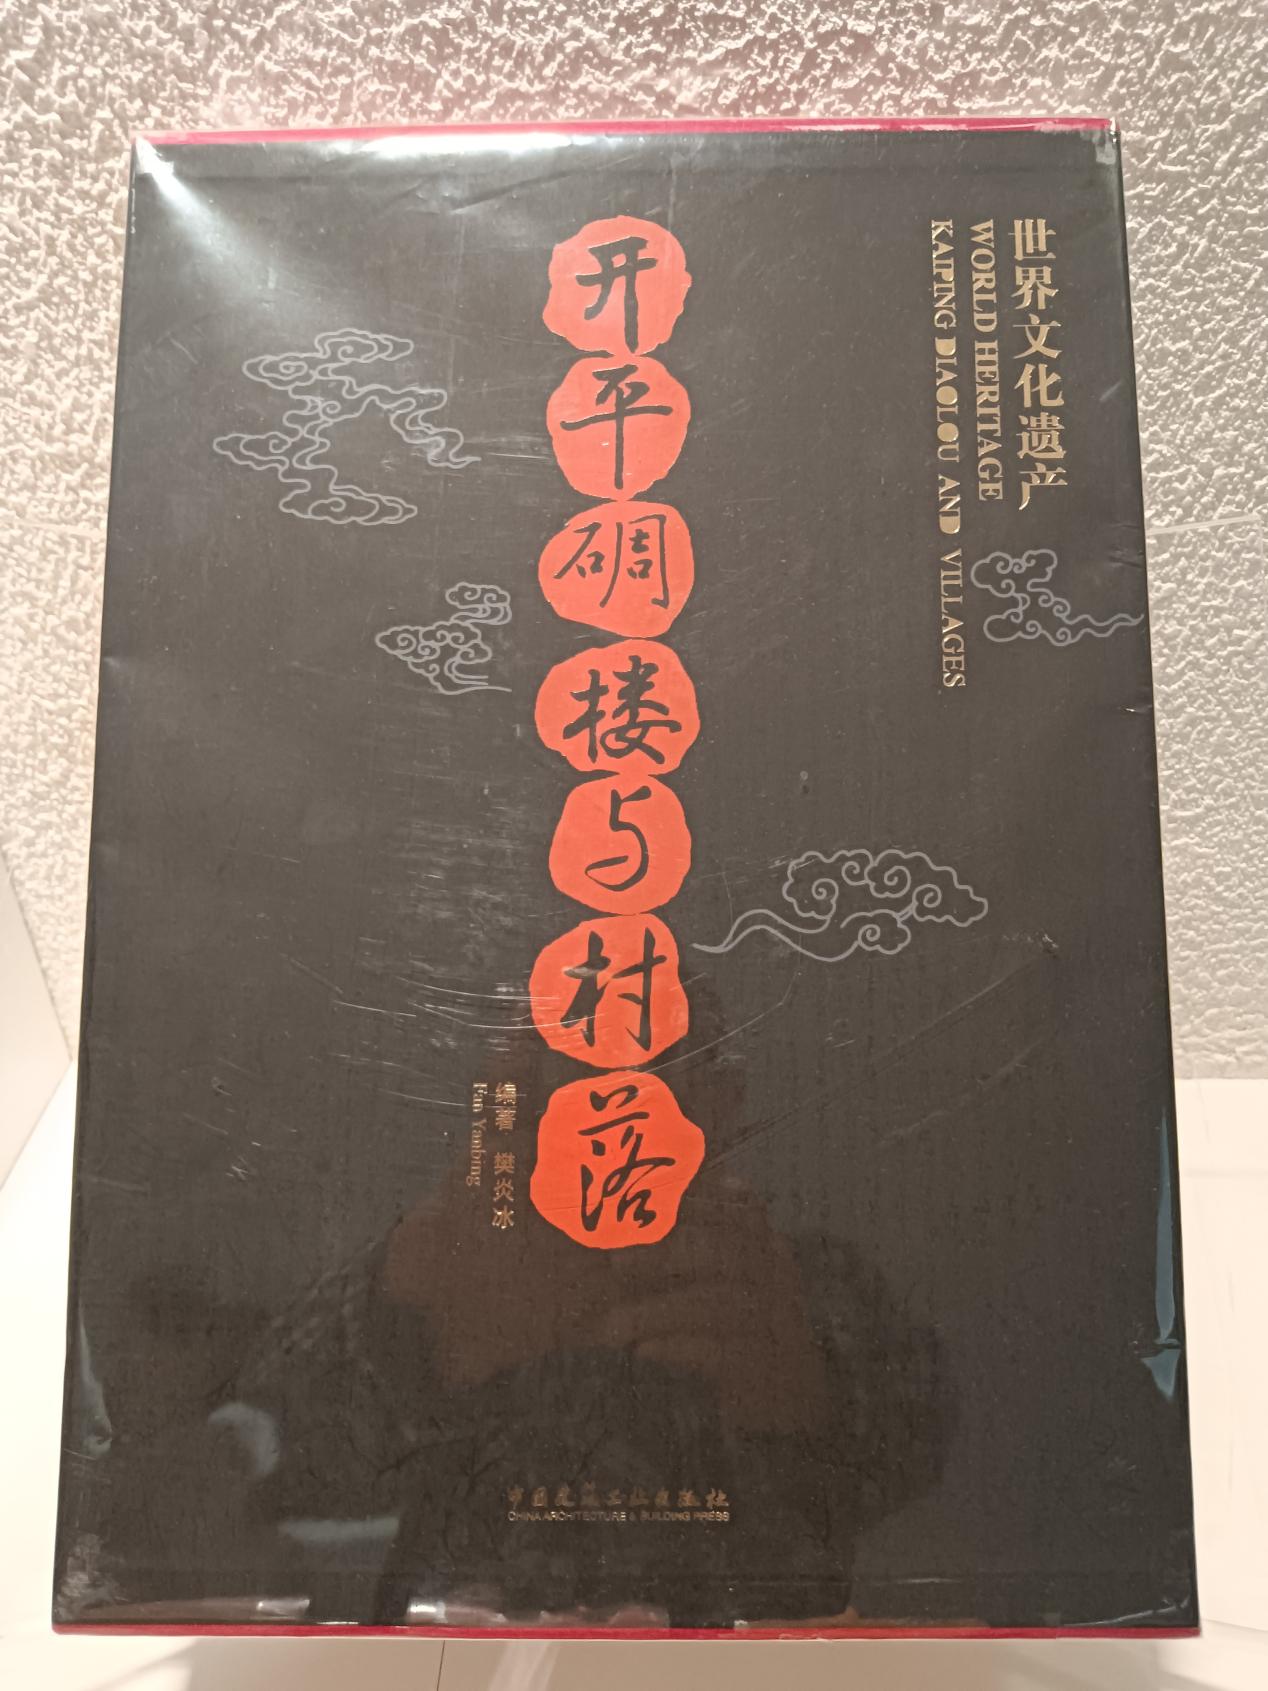 世界文化遗产
WORLD HERITAGE
KAIPING DIAOLOU AND VILLAGES
开平碉楼与村落
编著 樊炎冰
Fan Yanbing
中国建筑工业出版社
CHINA ARCHITECTURE & BUILDING PRESS